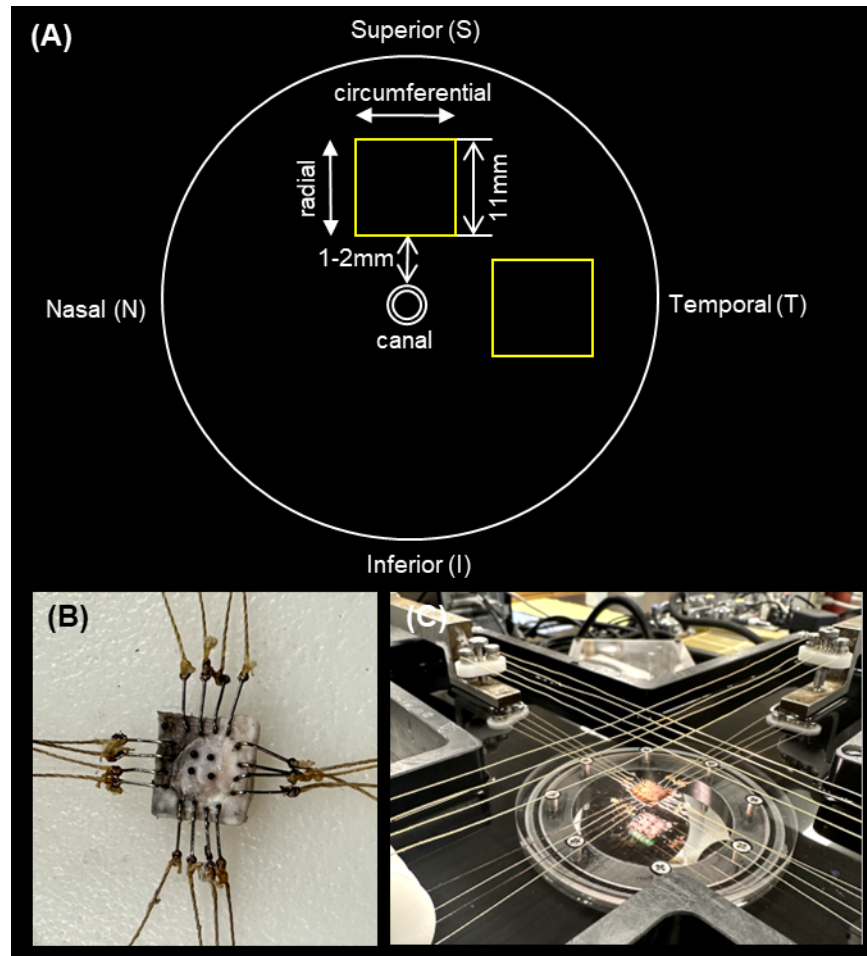 (A)
Superior (S)
circumferential
radial
11mm
1-2mm
Nasal (N)
Temporal (T)
canal
Inferior (I)
(B)
(C)